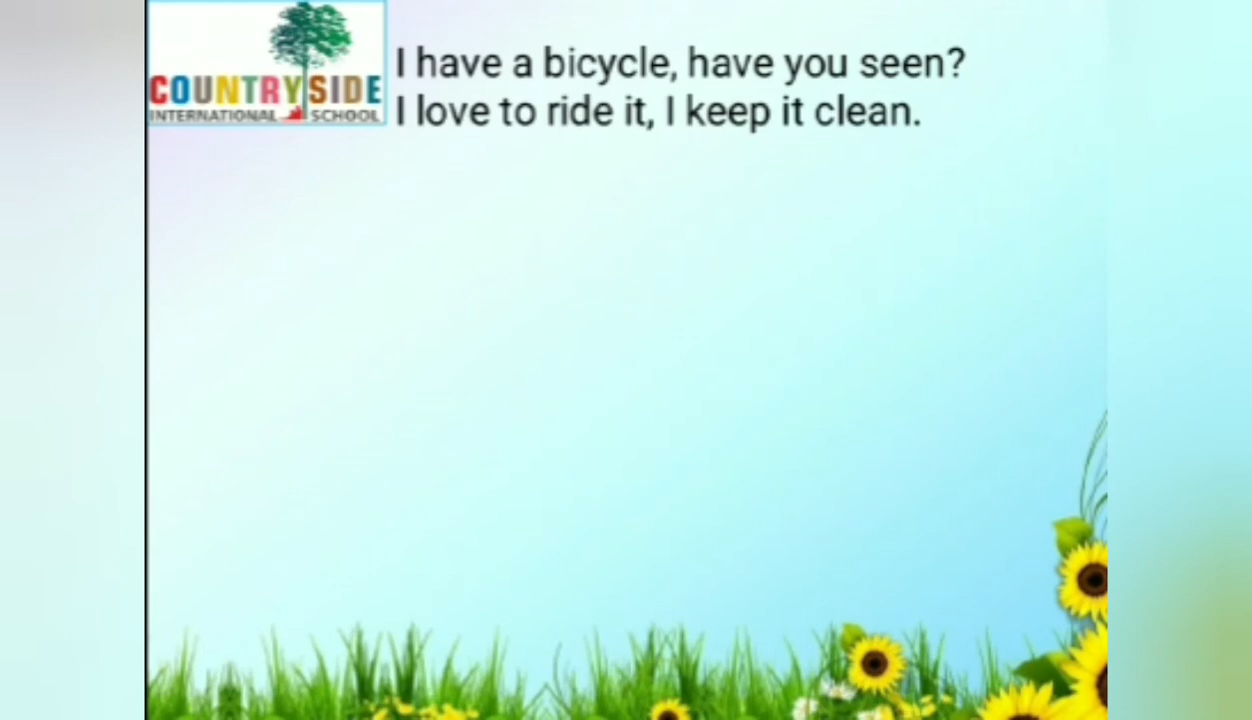 COUNTRYSIDE
INTERNATIONAL SCHOOL
I have a bicycle, have you seen?
I love to ride it, I keep it clean.